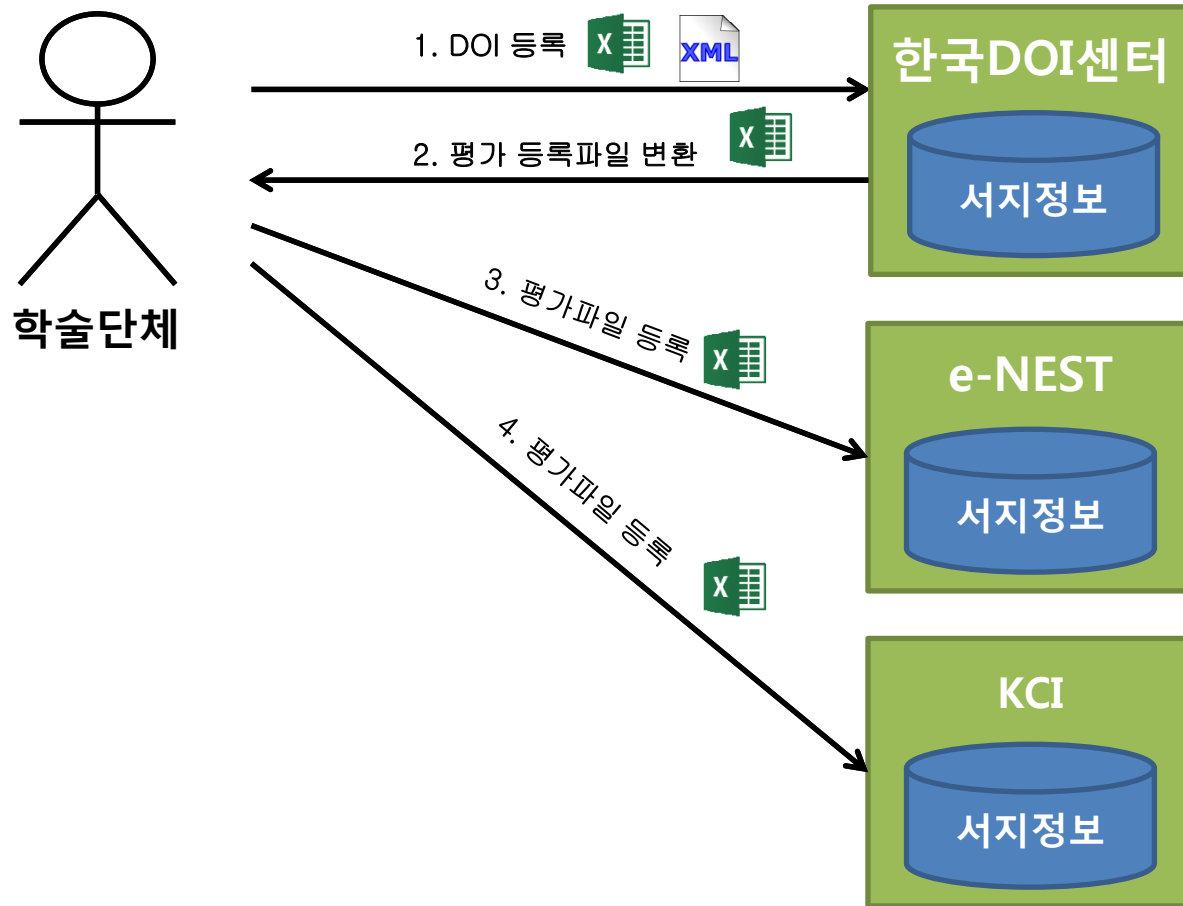 1. DOI 등록
X
XML
한국DOI센터
2. 평가 등록파일 변환
X
서지정보
학술단체
3. 평가파일 등록
X
e-NEST
서지정보
4. 평가파일 등록
X
KCI
서지정보